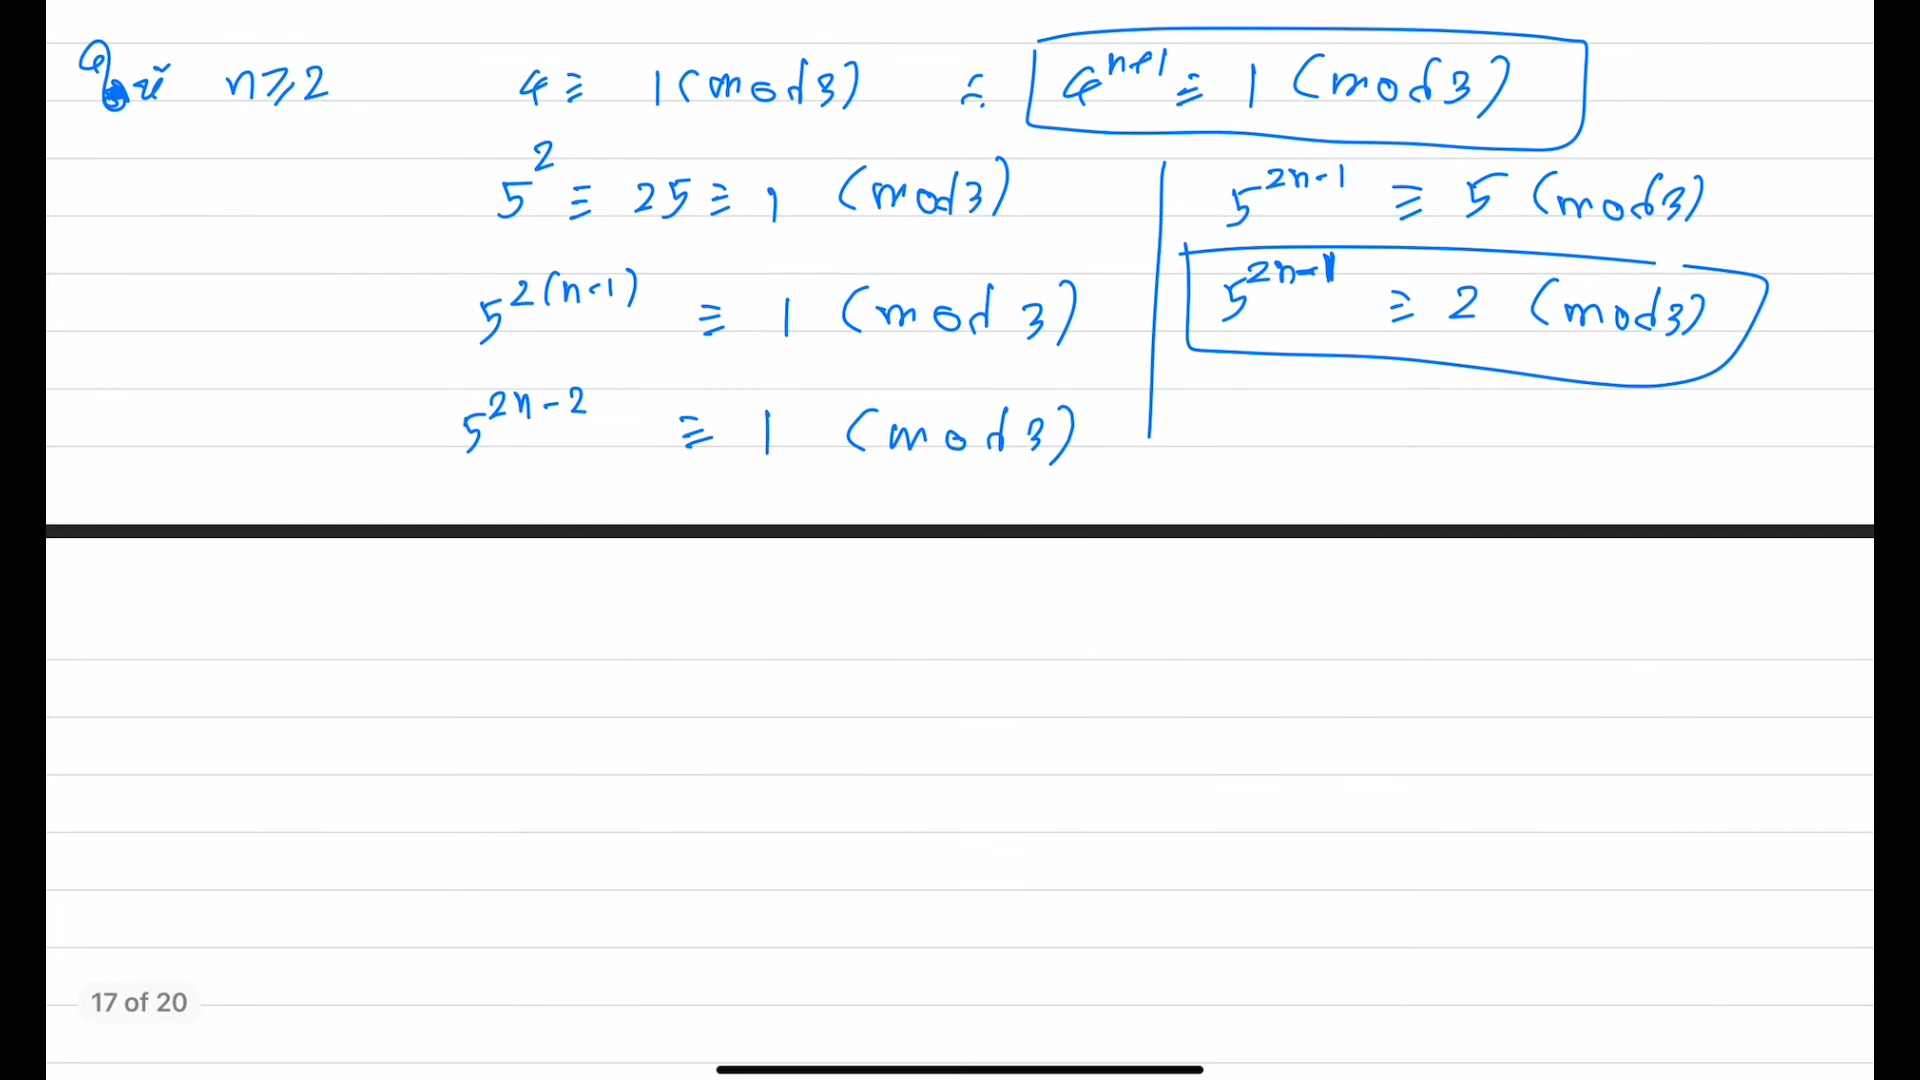 n≥2 4 ≡ 1 (mod 3) ∴ 4^{n+1} ≡ 1 (mod 3)
5^2 ≡ 25 ≡ 1 (mod 3)
5^{2(n-1)} ≡ 1 (mod 3)
5^{2n-2} ≡ 1 (mod 3)
5^{2n-1} ≡ 5 (mod 3)
5^{2n-1} ≡ 2 (mod 3)
17 of 20